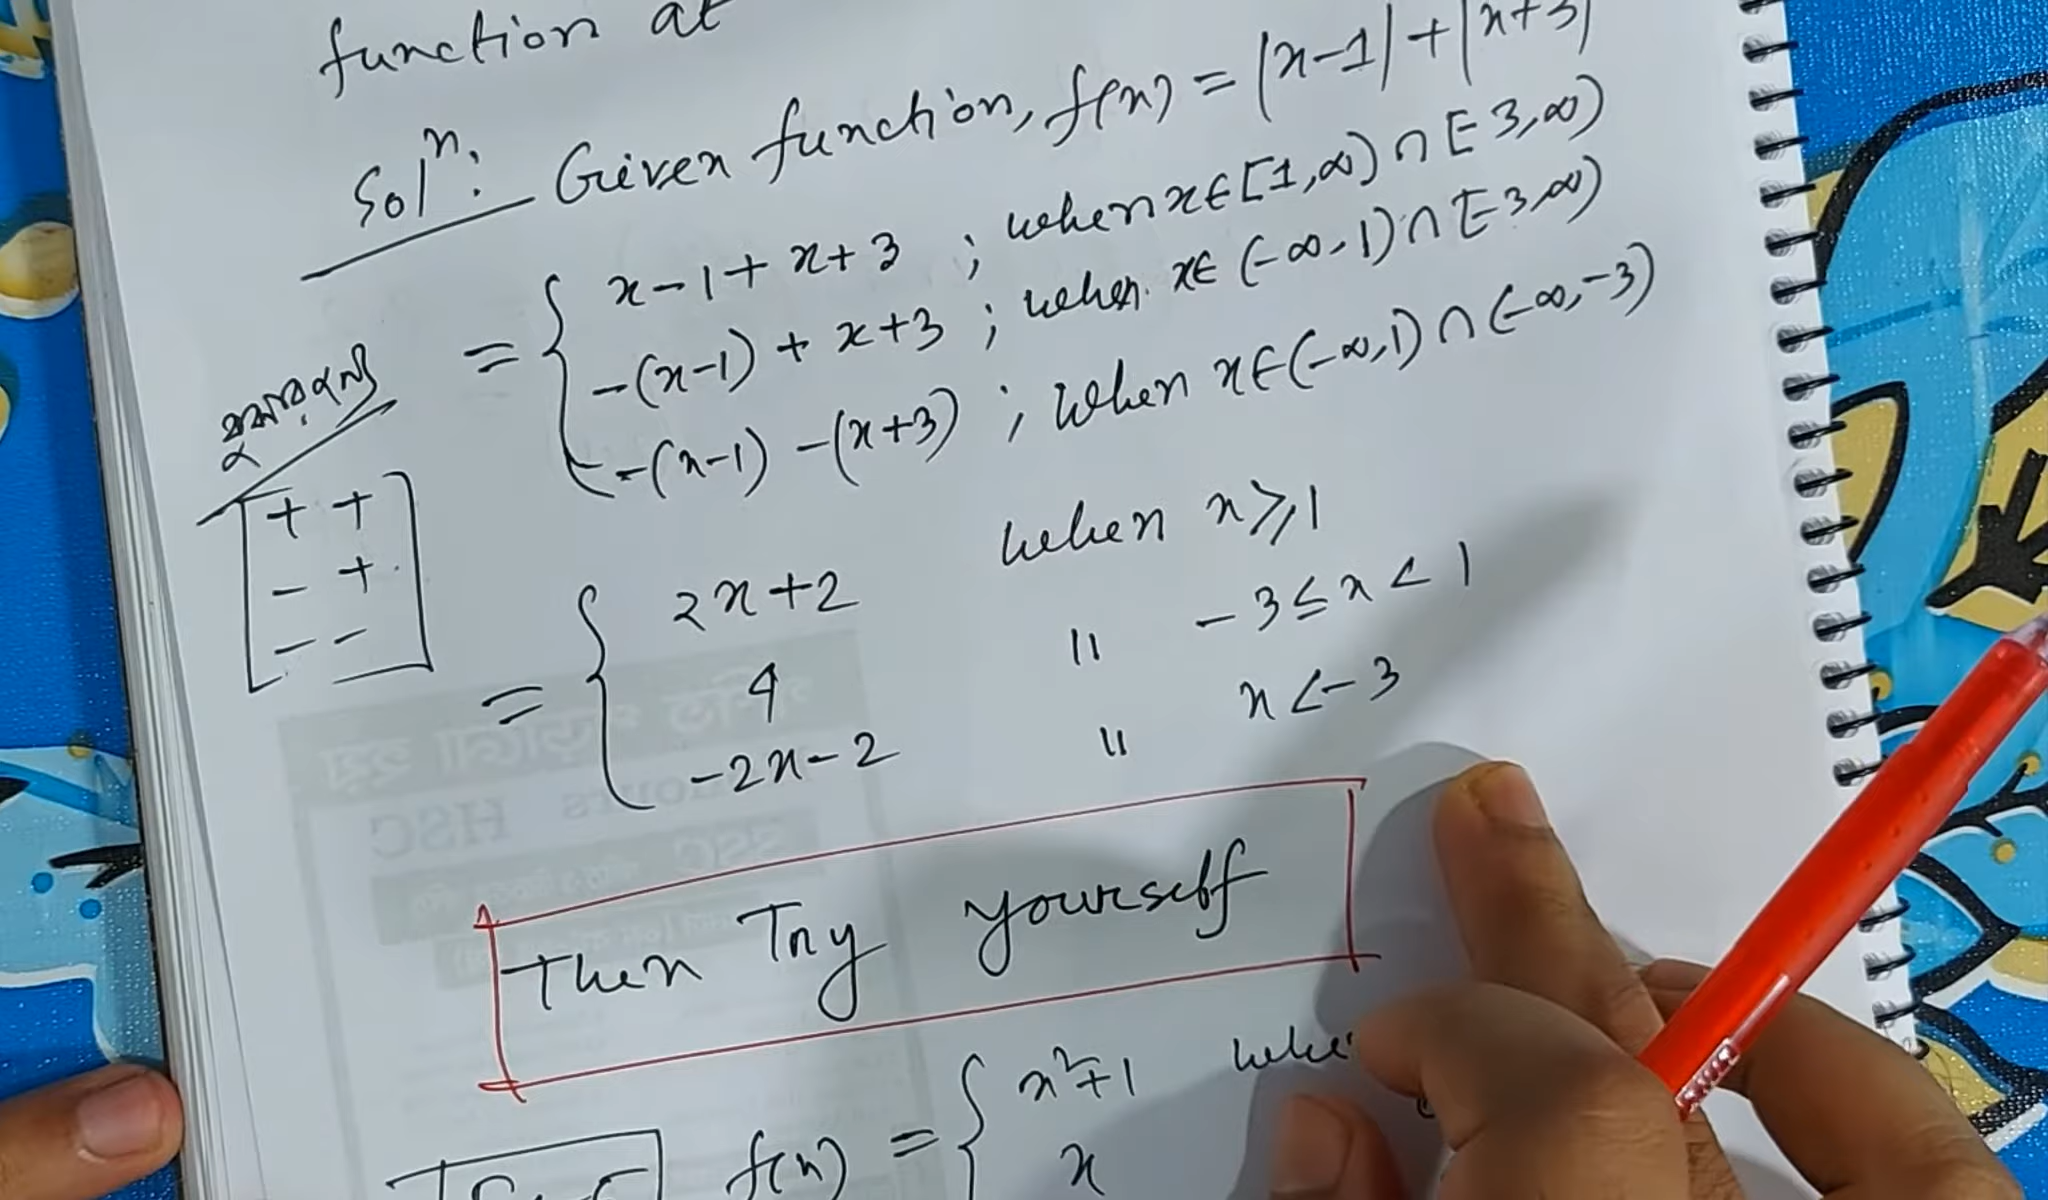 function at
Solⁿ: Given function, f(x) = |x-1|+|x+3|
= { x-1+x+3 ; when x∈[1,∞)∩[-3,∞)
-(x-1)+x+3 ; when x∈(-∞,1)∩[-3,∞)
-(x-1)-(x+3) ; when x∈(-∞,1)∩(-∞,-3)
+ +
- +
- -
= { 2x+2 when x⩾1
4 " -3≤x<1
-2x-2 " x<-3
Then Try yourself
f(x) = { x²+1
x